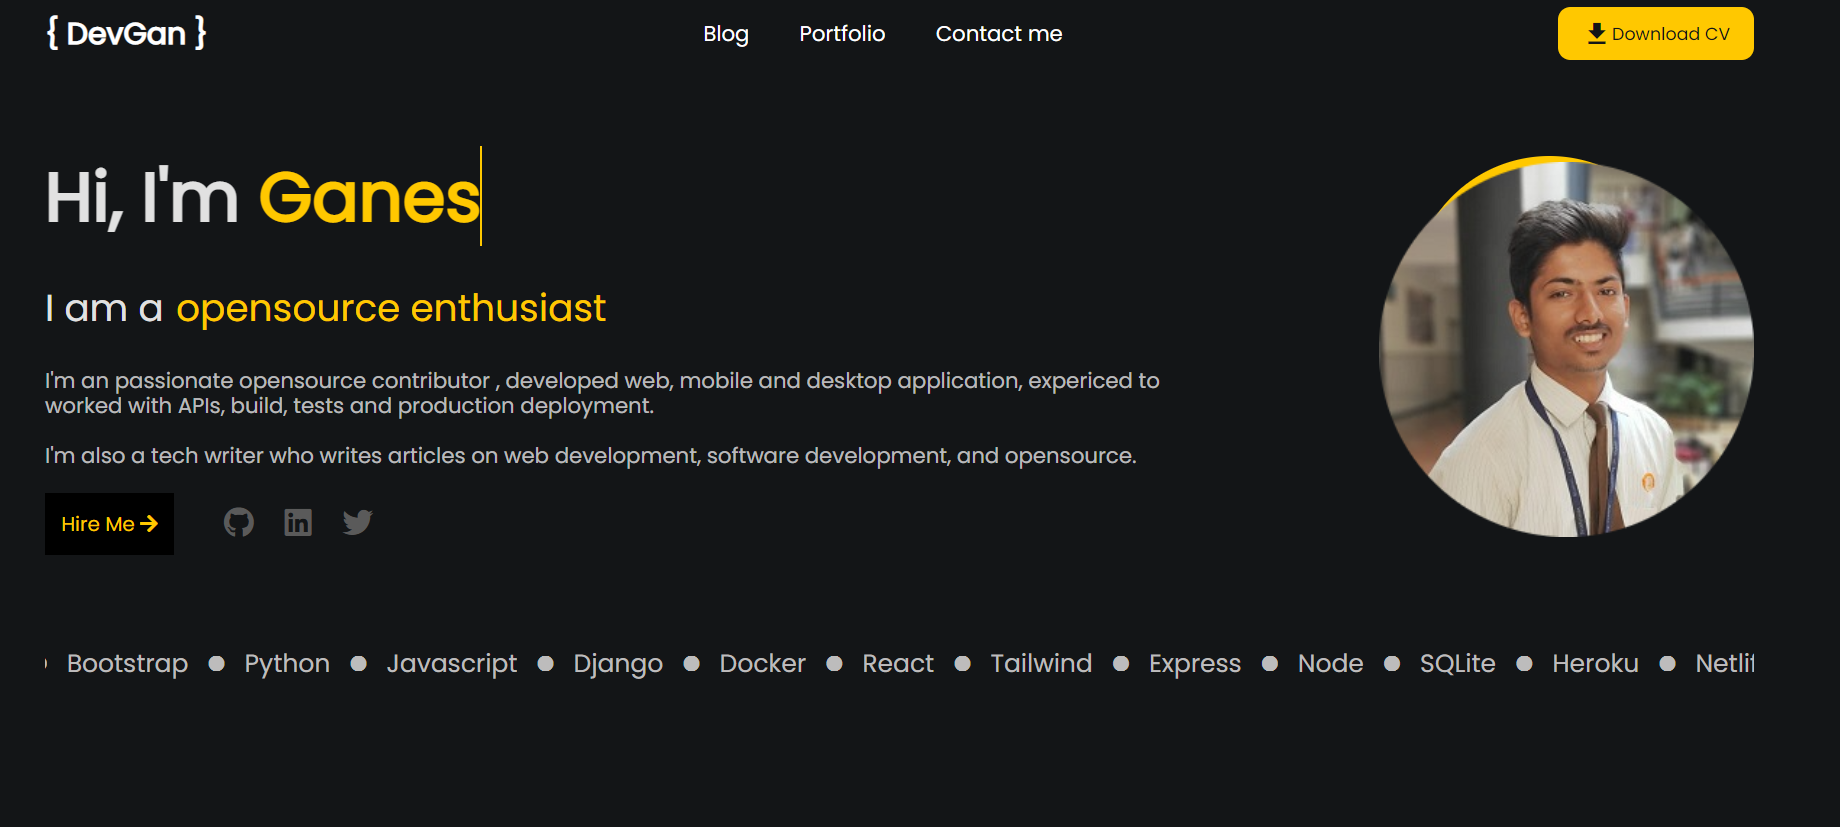 { DevGan }
Blog Portfolio Contact me
Download CV
Hi, I'm Ganes
I am a opensource enthusiast
I'm an passionate opensource contributor , developed web, mobile and desktop application, expericed to
worked with APIs, build, tests and production deployment.
I'm also a tech writer who writes articles on web development, software development, and opensource.
Hire Me
Bootstrap ● Python ● Javascript ● Django ● Docker ● React ● Tailwind ● Express ● Node ● SQLite ● Heroku ● Netlif